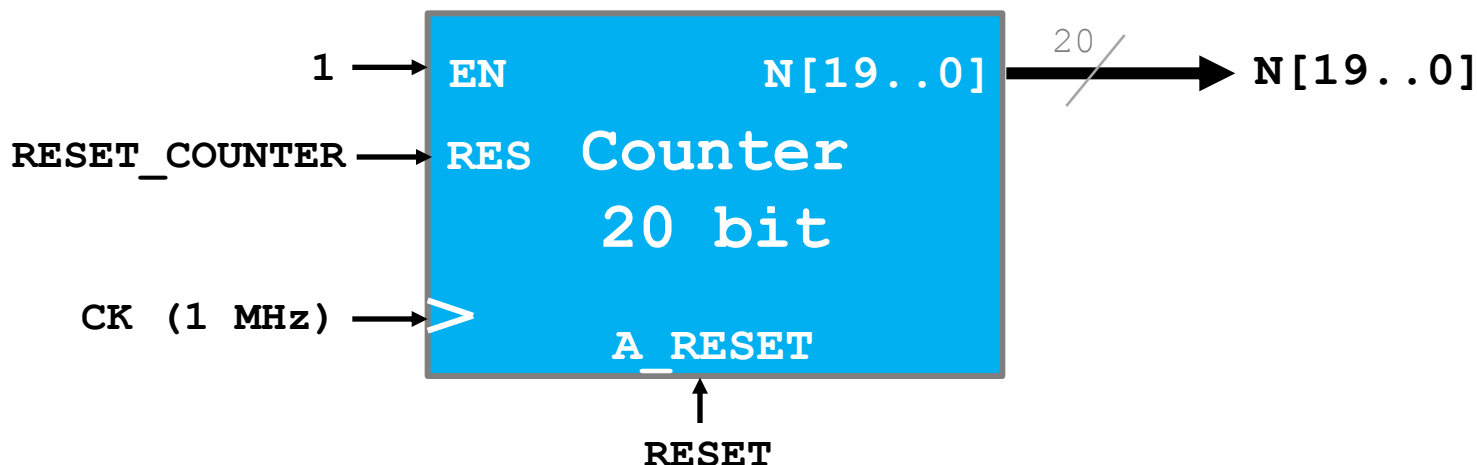 20
1 EN N[19..0] N[19..0]
RESET_COUNTER RES Counter
20 bit
CK (1 MHz) >
A_RESET
RESET